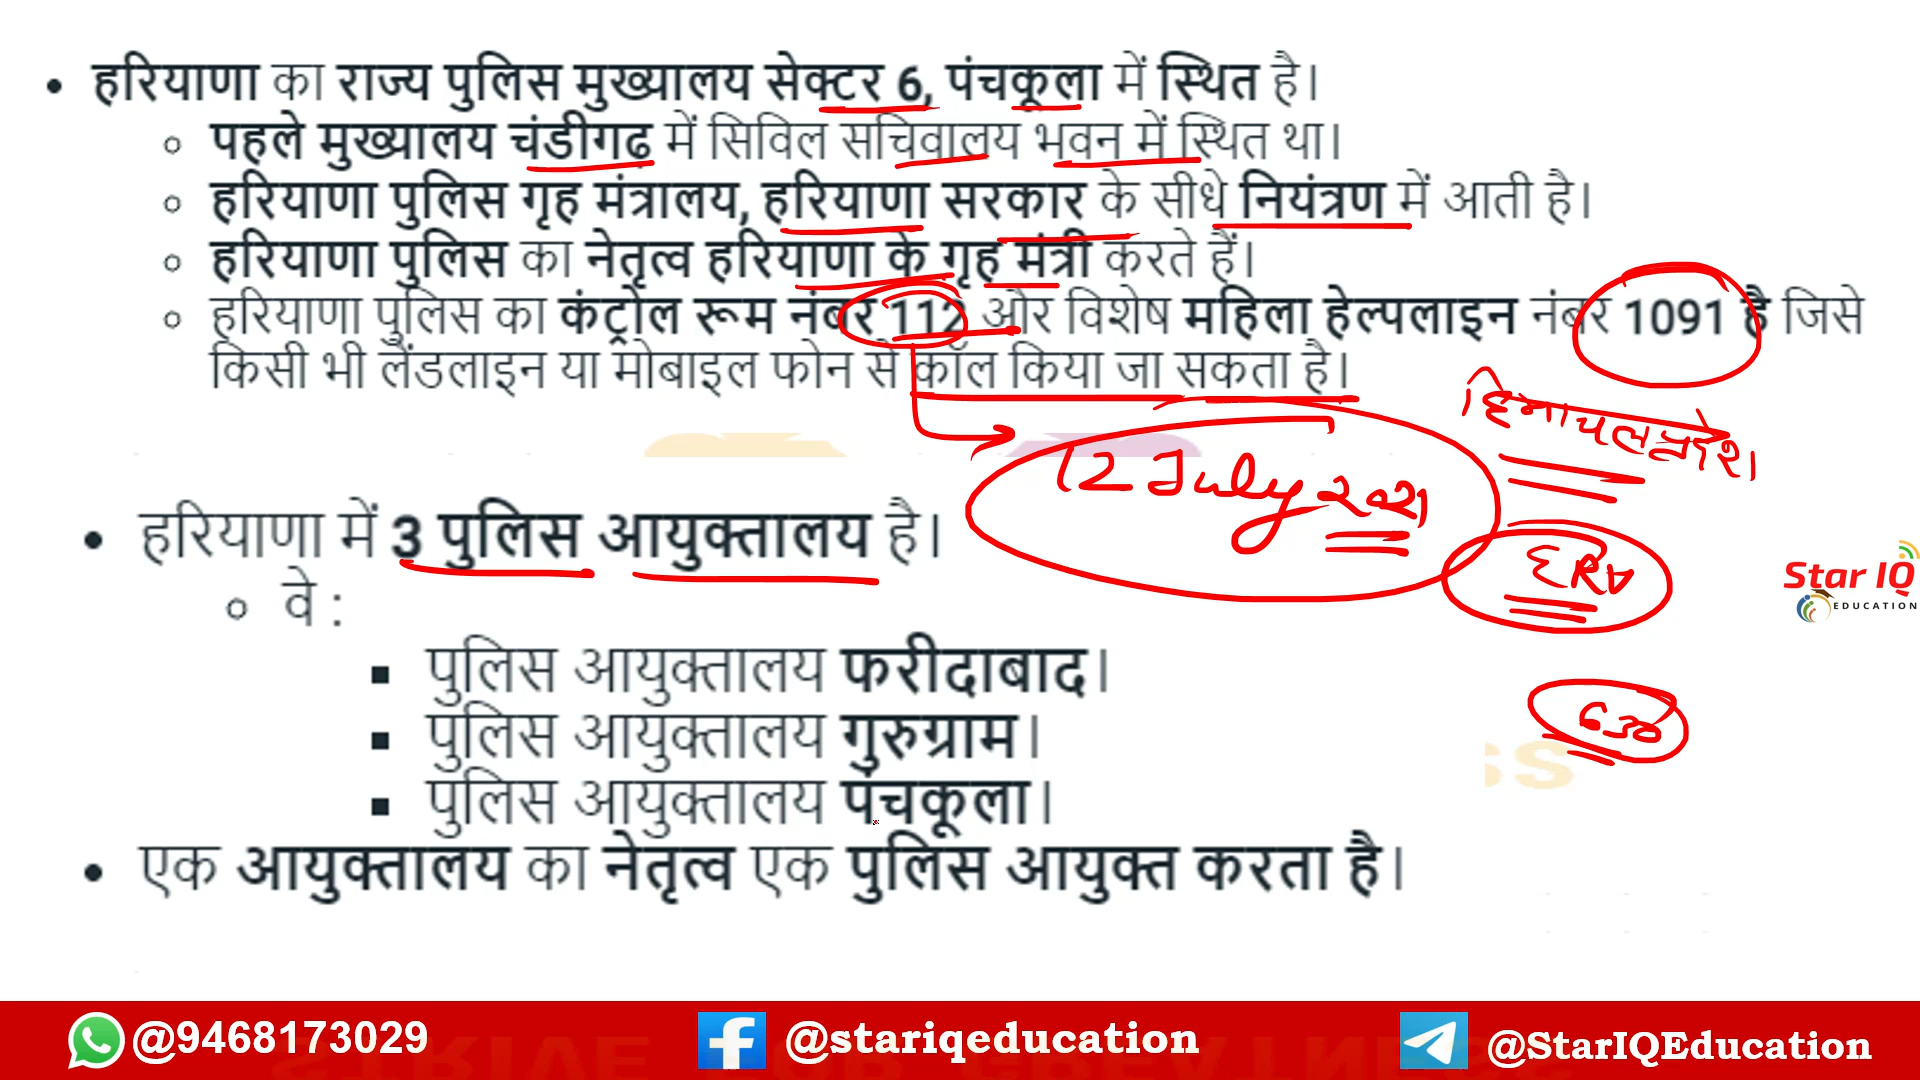 • हरियाणा का राज्य पुलिस मुख्यालय सेक्टर 6, पंचकूला में स्थित है।
○ पहले मुख्यालय चंडीगढ़ में सिविल सचिवालय भवन में स्थित था।
○ हरियाणा पुलिस गृह मंत्रालय, हरियाणा सरकार के सीधे नियंत्रण में आती है।
○ हरियाणा पुलिस का नेतृत्व हरियाणा के गृह मंत्री करते हैं।
○ हरियाणा पुलिस का कंट्रोल रूम नंबर 112 और विशेष महिला हेल्पलाइन नंबर 1091 है जिसे
किसी भी लैंडलाइन या मोबाइल फोन से कॉल किया जा सकता है।
हिमाचल प्रदेश।
12 July 2021
ERV
630
• हरियाणा में 3 पुलिस आयुक्तालय है।
○ वे :
▪ पुलिस आयुक्तालय फरीदाबाद।
▪ पुलिस आयुक्तालय गुरुग्राम।
▪ पुलिस आयुक्तालय पंचकूला।
• एक आयुक्तालय का नेतृत्व एक पुलिस आयुक्त करता है।
Star IQ
EDUCATION
@9468173029
@stariqeducation
@StarIQEducation